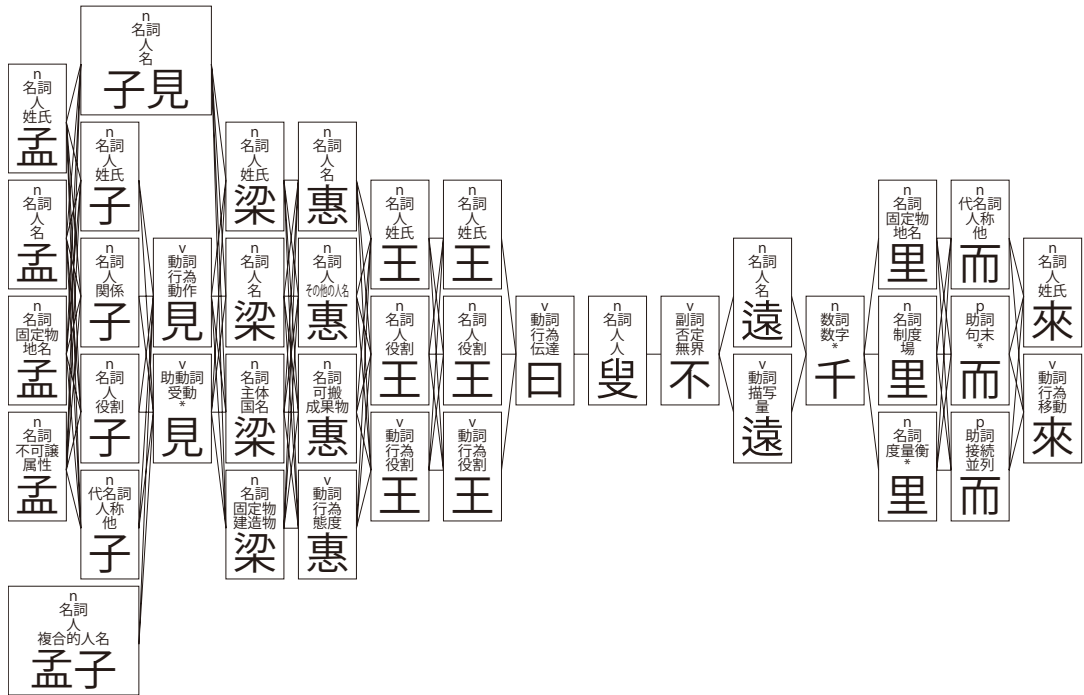 n
名詞
人
姓氏
孟
n
名詞
人
名
孟
n
名詞
固定物
地名
孟
n
名詞
不可譲
属性
孟
n
名詞
人
複合的人名
孟子
n
名詞
人
名
子見
n
名詞
人
姓氏
子
n
名詞
人
関係
子
n
名詞
人
役割
子
n
代名詞
人称
他
子
v
動詞
行為
動作
見
v
助動詞
受動
*
見
n
名詞
人
姓氏
梁
n
名詞
人
名
梁
n
名詞
主体
国名
梁
n
名詞
固定物
建造物
梁
n
名詞
人
名
惠
n
名詞
人
その他の人名
惠
n
名詞
可搬
成果物
惠
v
動詞
行為
態度
惠
n
名詞
人
姓氏
王
n
名詞
人
役割
王
v
動詞
行為
役割
王
n
名詞
人
姓氏
王
n
名詞
人
役割
王
v
動詞
行為
役割
王
v
動詞
行為
伝達
曰
n
名詞
人
人
叟
v
副詞
否定
無界
不
n
名詞
人
名
遠
v
動詞
描写
量
遠
n
数詞
数字
*
千
n
名詞
固定物
地名
里
n
名詞
制度
場
里
n
名詞
度量衡
*
里
n
代名詞
人称
他
而
p
助詞
句末
*
而
p
助詞
接続
並列
而
n
名詞
人
姓氏
來
v
動詞
行為
移動
來